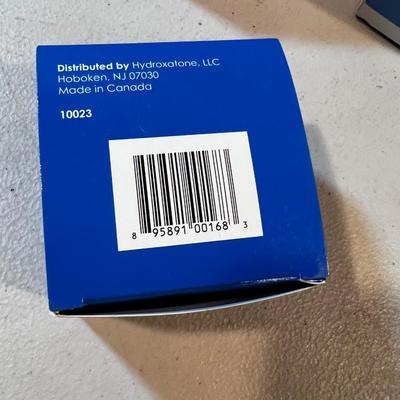 Distributed by Hydroxatone, LLC
Hoboken, NJ 07030
Made in Canada
10023
8 95891 00168 3